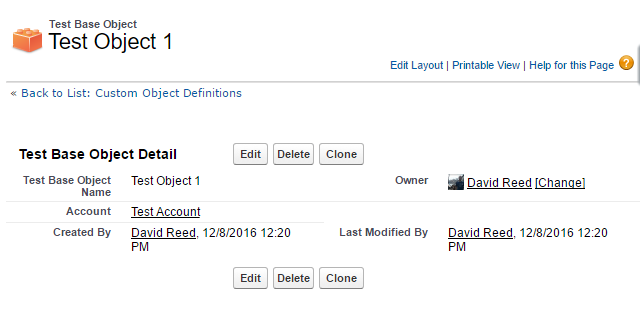 Test Base Object
Test Object 1
Edit Layout | Printable View | Help for this Page ?
« Back to List: Custom Object Definitions
Test Base Object Detail Edit Delete Clone
Test Base Object Name Test Object 1 Owner David Reed [Change]
Account Test Account
Created By David Reed, 12/8/2016 12:20 PM Last Modified By David Reed, 12/8/2016 12:20 PM
Edit Delete Clone